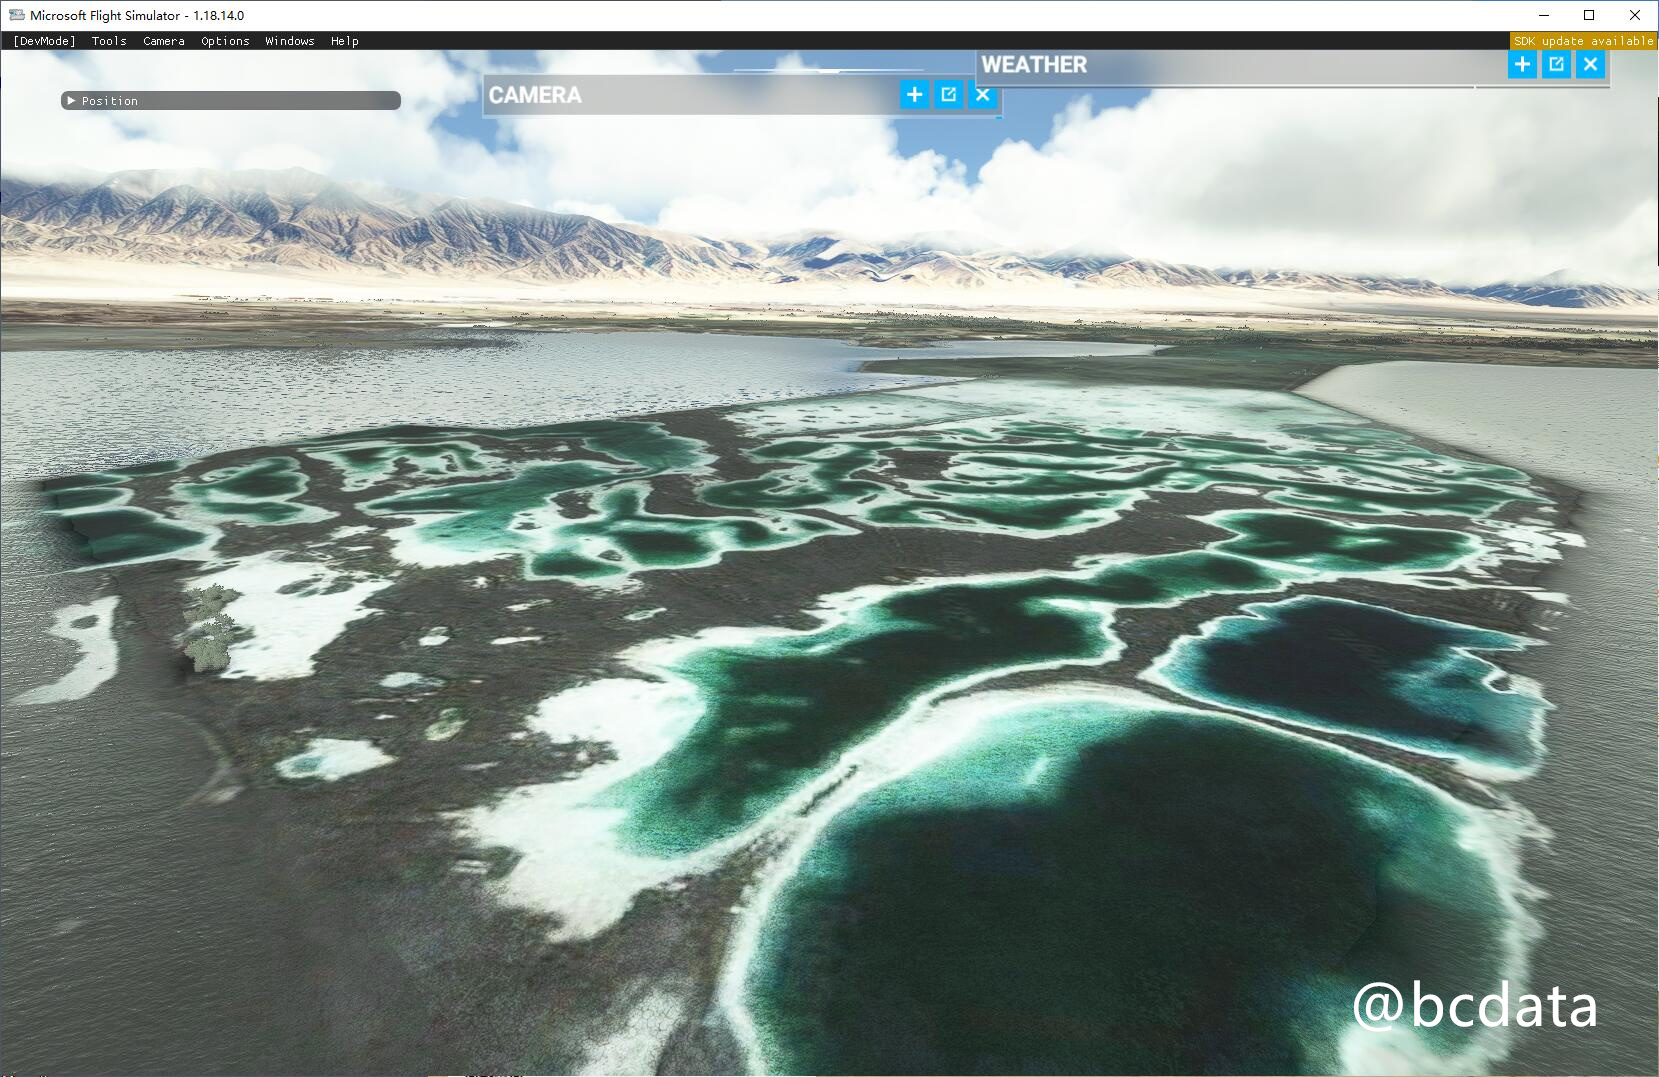 Microsoft Flight Simulator - 1.18.14.0
[DevMode] Tools Camera Options Windows Help
SDK update available
WEATHER
CAMERA
Position
@bcdata